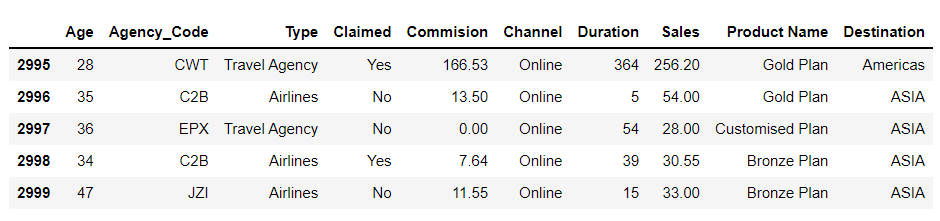 Age Agency_Code Type Claimed Commision Channel Duration Sales Product Name Destination
2995 28 CWT Travel Agency Yes 166.53 Online 364 256.20 Gold Plan Americas
2996 35 C2B Airlines No 13.50 Online 5 54.00 Gold Plan ASIA
2997 36 EPX Travel Agency No 0.00 Online 54 28.00 Customised Plan ASIA
2998 34 C2B Airlines Yes 7.64 Online 39 30.55 Bronze Plan ASIA
2999 47 JZI Airlines No 11.55 Online 15 33.00 Bronze Plan ASIA